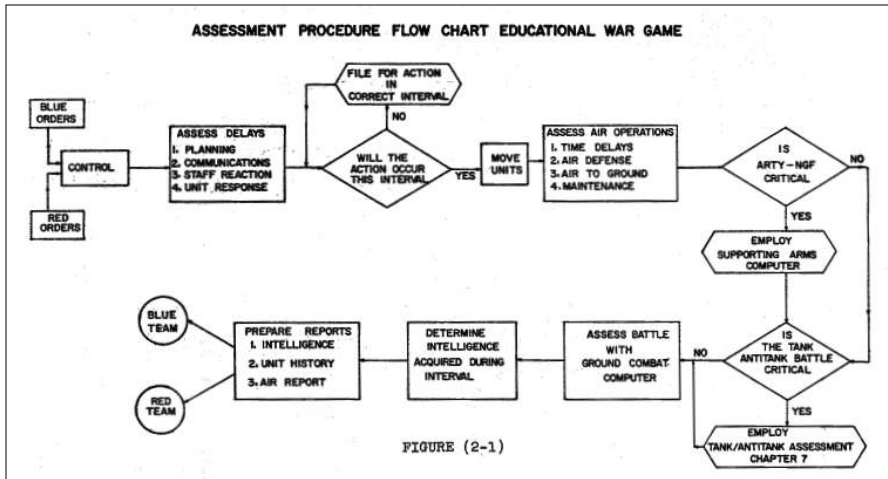 ASSESSMENT PROCEDURE FLOW CHART EDUCATIONAL WAR GAME
BLUE
ORDERS
RED
ORDERS
CONTROL
ASSESS DELAYS
1. PLANNING
2. COMMUNICATIONS
3. STAFF REACTION
4. UNIT RESPONSE
FILE FOR ACTION
IN
CORRECT INTERVAL
NO
WILL THE
ACTION OCCUR
THIS INTERVAL
YES
MOVE
UNITS
ASSESS AIR OPERATIONS
1. TIME DELAYS
2. AIR DEFENSE
3. AIR TO GROUND
4. MAINTENANCE
IS
ARTY-NGF
CRITICAL
NO
YES
EMPLOY
SUPPORTING ARMS
COMPUTER
IS
THE TANK
ANTITANK BATTLE
CRITICAL
NO
YES
EMPLOY
TANK/ANTITANK ASSESSMENT
CHAPTER 7
ASSESS BATTLE
WITH
GROUND COMBAT
COMPUTER
DETERMINE
INTELLIGENCE
ACQUIRED DURING
INTERVAL
PREPARE REPORTS
1. INTELLIGENCE
2. UNIT HISTORY
3. AIR REPORT
BLUE
TEAM
RED
TEAM
FIGURE (2-1)